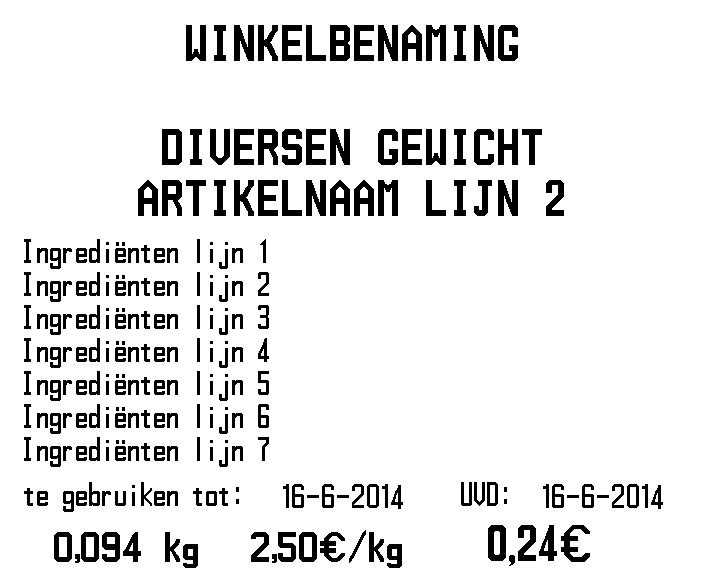 WINKELBENAMING
DIVERSEN GEWICHT
ARTIKELNAAM LIJN 2
Ingrediënten lijn 1
Ingrediënten lijn 2
Ingrediënten lijn 3
Ingrediënten lijn 4
Ingrediënten lijn 5
Ingrediënten lijn 6
Ingrediënten lijn 7
te gebruiken tot: 16-6-2014 UVD: 16-6-2014
0,094 kg 2,50€/kg 0,24€